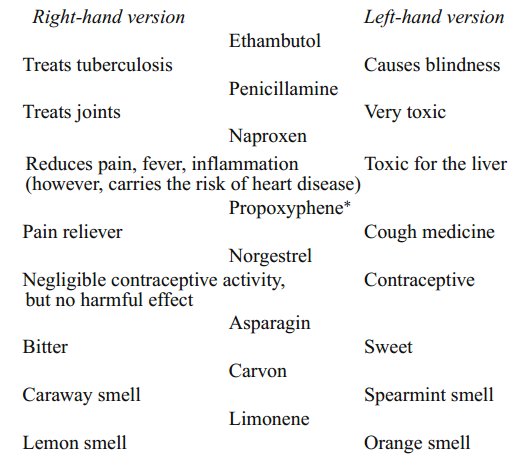 Right-hand version Left-hand version
Ethambutol
Treats tuberculosis Causes blindness
Penicillamine
Treats joints Very toxic
Naproxen
Reduces pain, fever, inflammation Toxic for the liver
(however, carries the risk of heart disease)
Propoxyphene*
Pain reliever Cough medicine
Norgestrel
Negligible contraceptive activity, Contraceptive
but no harmful effect
Asparagin
Bitter Sweet
Carvon
Caraway smell Spearmint smell
Limonene
Lemon smell Orange smell